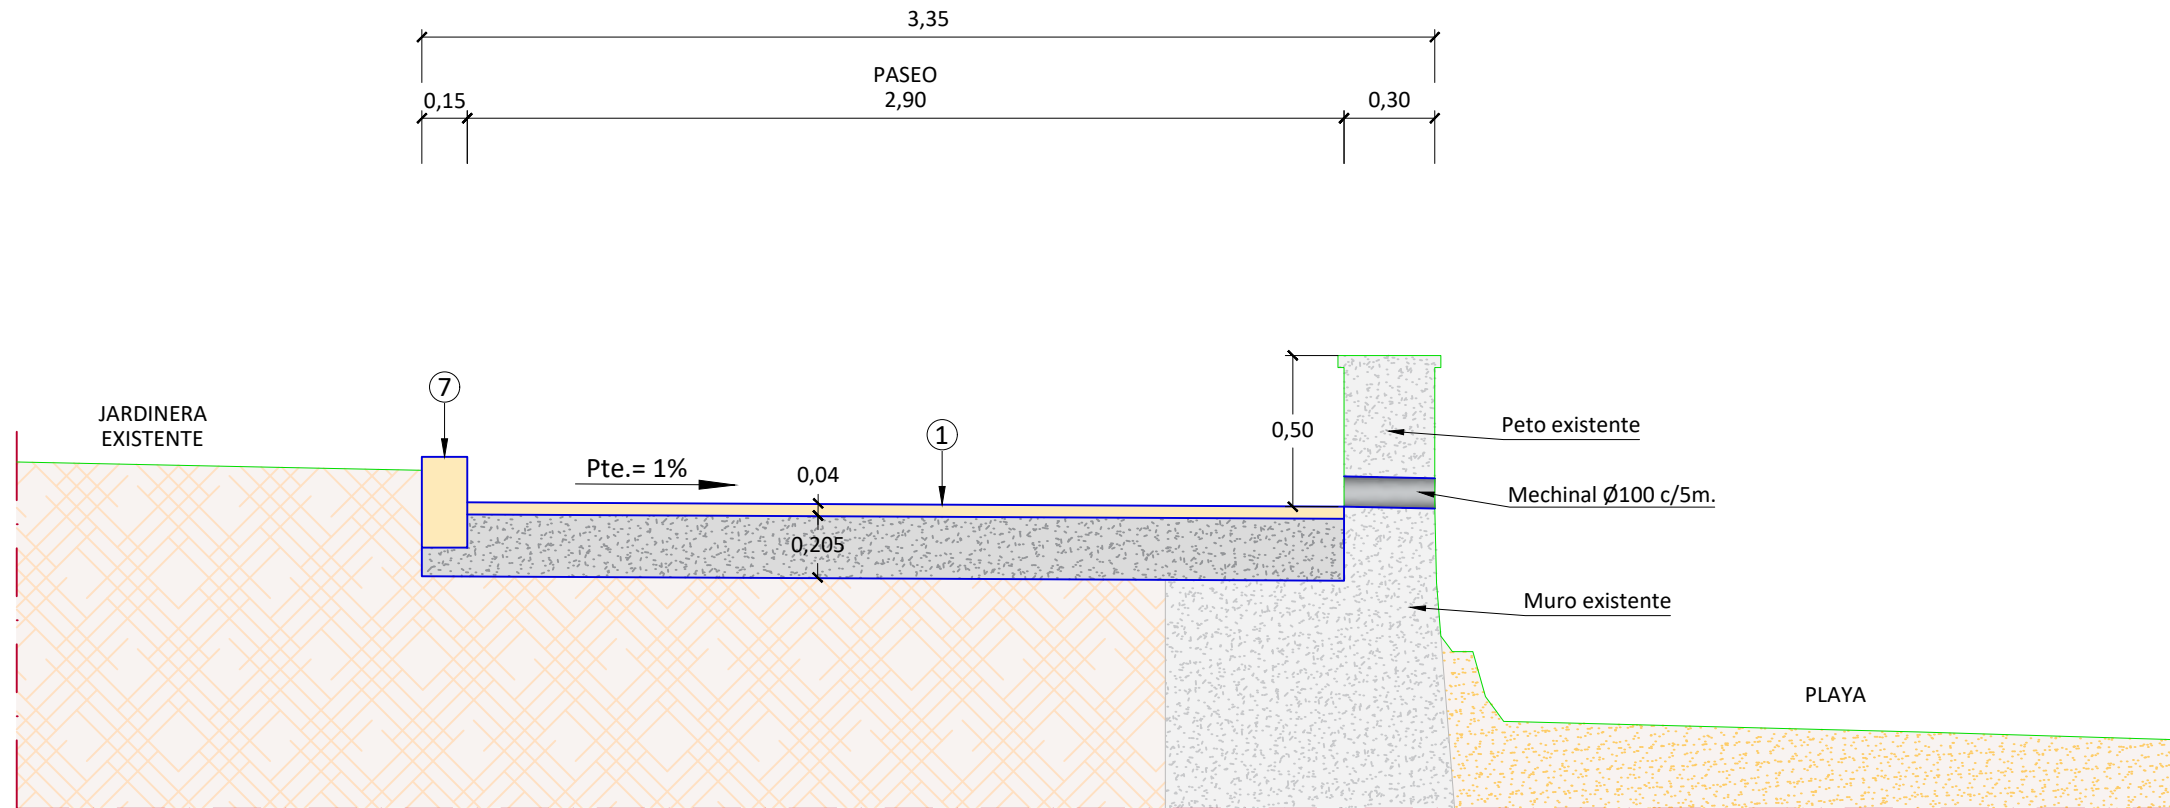 3,35
PASEO
0,15
2,90
0,30
7
JARDINERA
EXISTENTE
1
Pte.= 1%
0,04
0,50
Peto existente
Mechinal Ø100 c/5m.
0,205
Muro existente
PLAYA